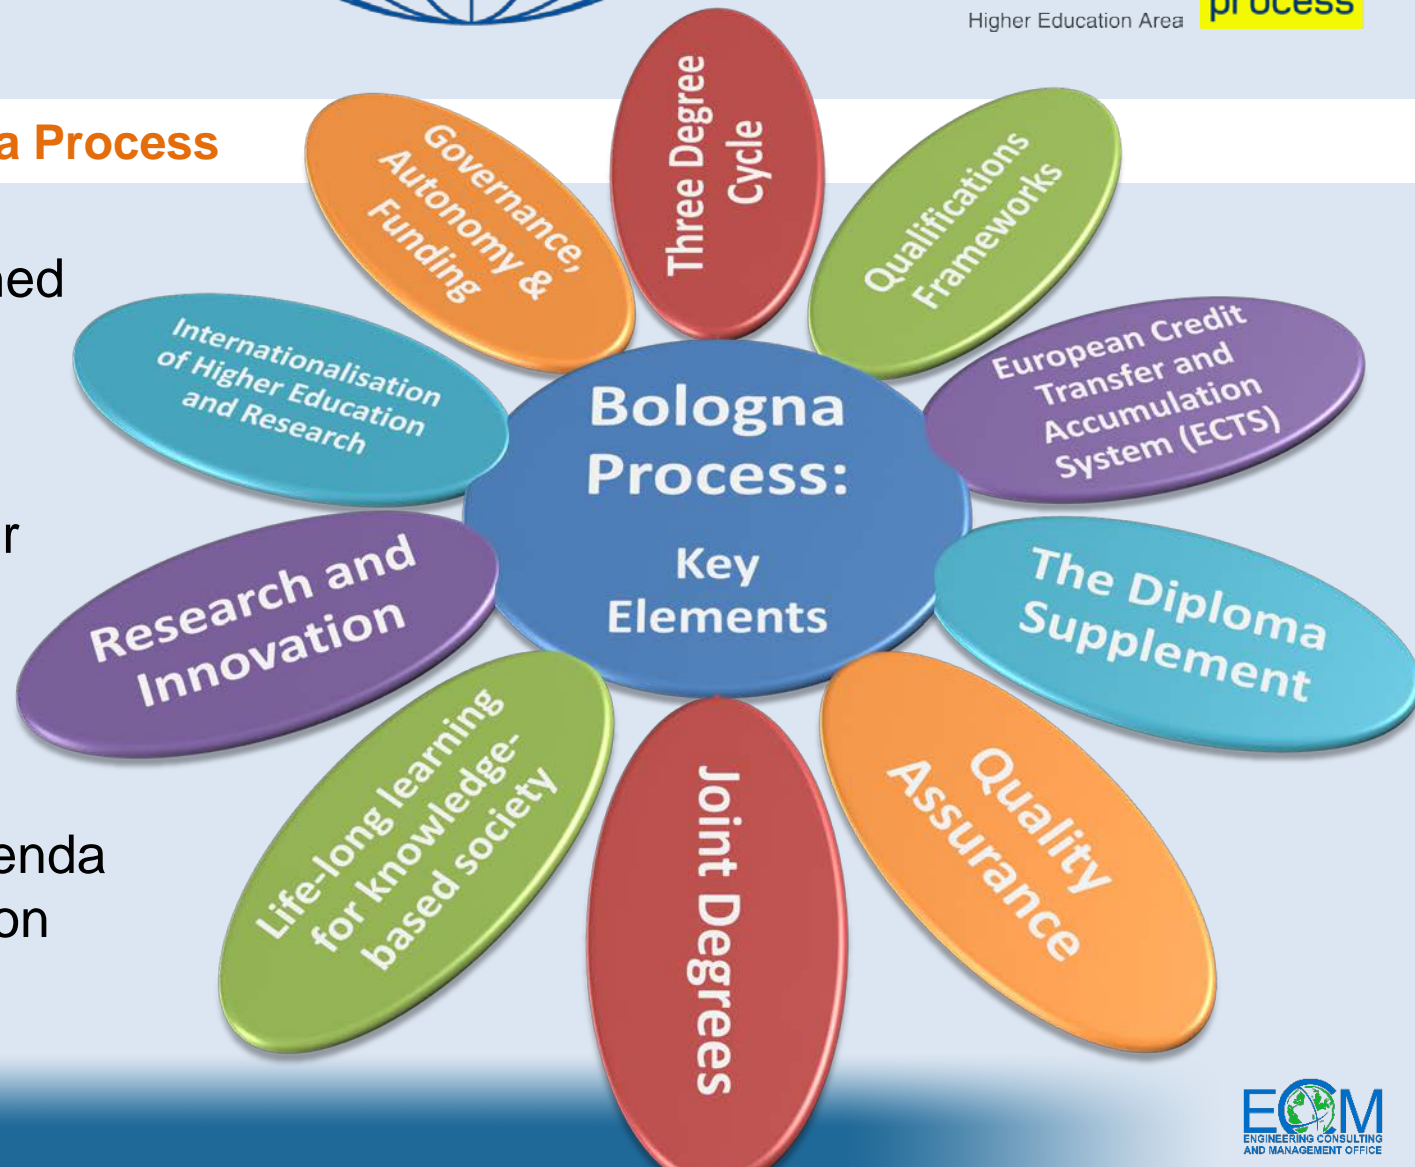 Higher Education Area
process
a Process
ned
r
enda
on
Three Degree
Cycle
Qualifications
Frameworks
European Credit
Transfer and
Accumulation
System (ECTS)
The Diploma
Supplement
Quality
Assurance
Joint Degrees
Life-long learning
for knowledge-
based society
Research and
Innovation
Internationalisation
of Higher Education
and Research
Governance,
Autonomy &
Funding
Bologna
Process:
Key
Elements
ECM
ENGINEERING CONSULTING
AND MANAGEMENT OFFICE